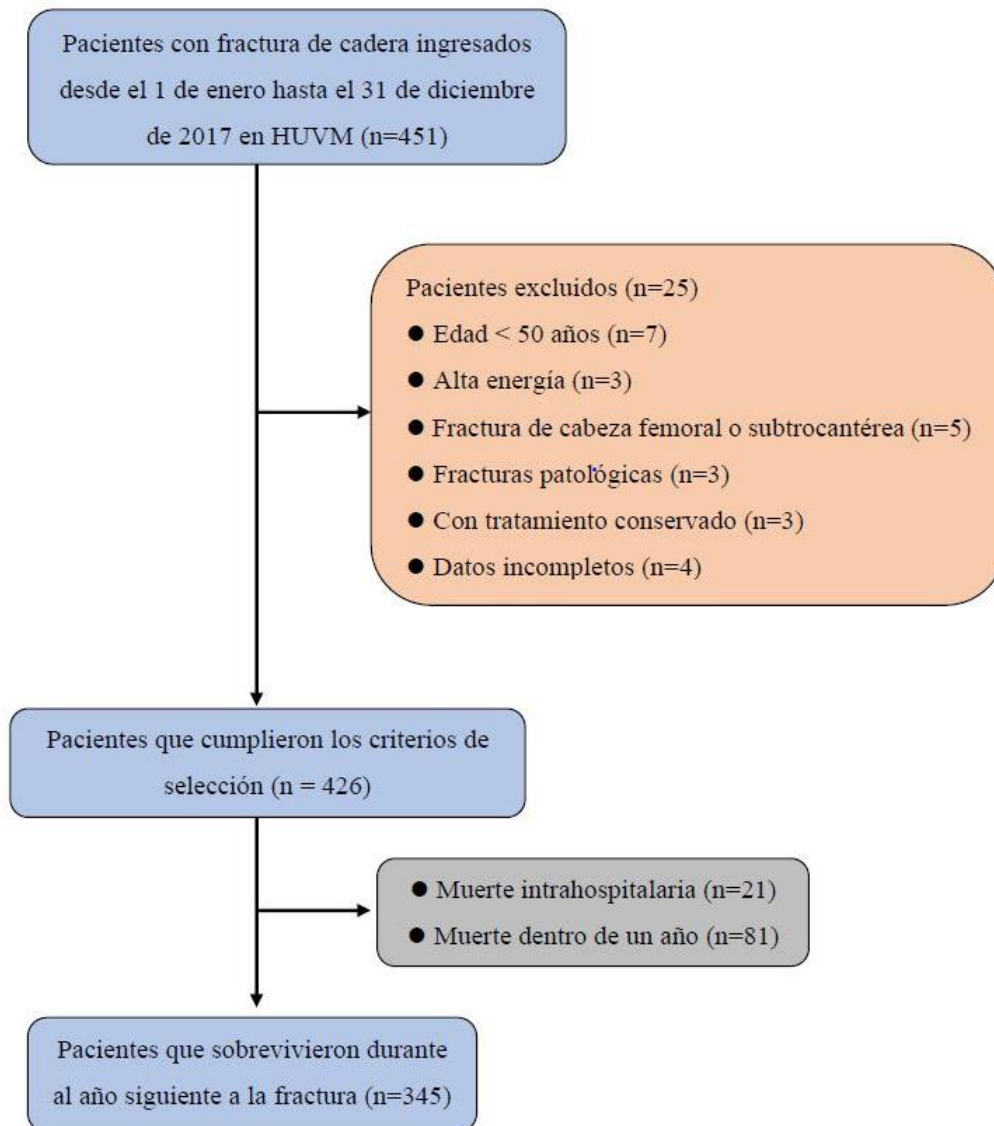 Pacientes con fractura de cadera ingresados
desde el 1 de enero hasta el 31 de diciembre
de 2017 en HUVM (n=451)
Pacientes excluidos (n=25)
● Edad < 50 años (n=7)
● Alta energía (n=3)
● Fractura de cabeza femoral o subtrocantérea (n=5)
● Fracturas patológicas (n=3)
● Con tratamiento conservado (n=3)
● Datos incompletos (n=4)
Pacientes que cumplieron los criterios de
selección (n = 426)
● Muerte intrahospitalaria (n=21)
● Muerte dentro de un año (n=81)
Pacientes que sobrevivieron durante
al año siguiente a la fractura (n=345)